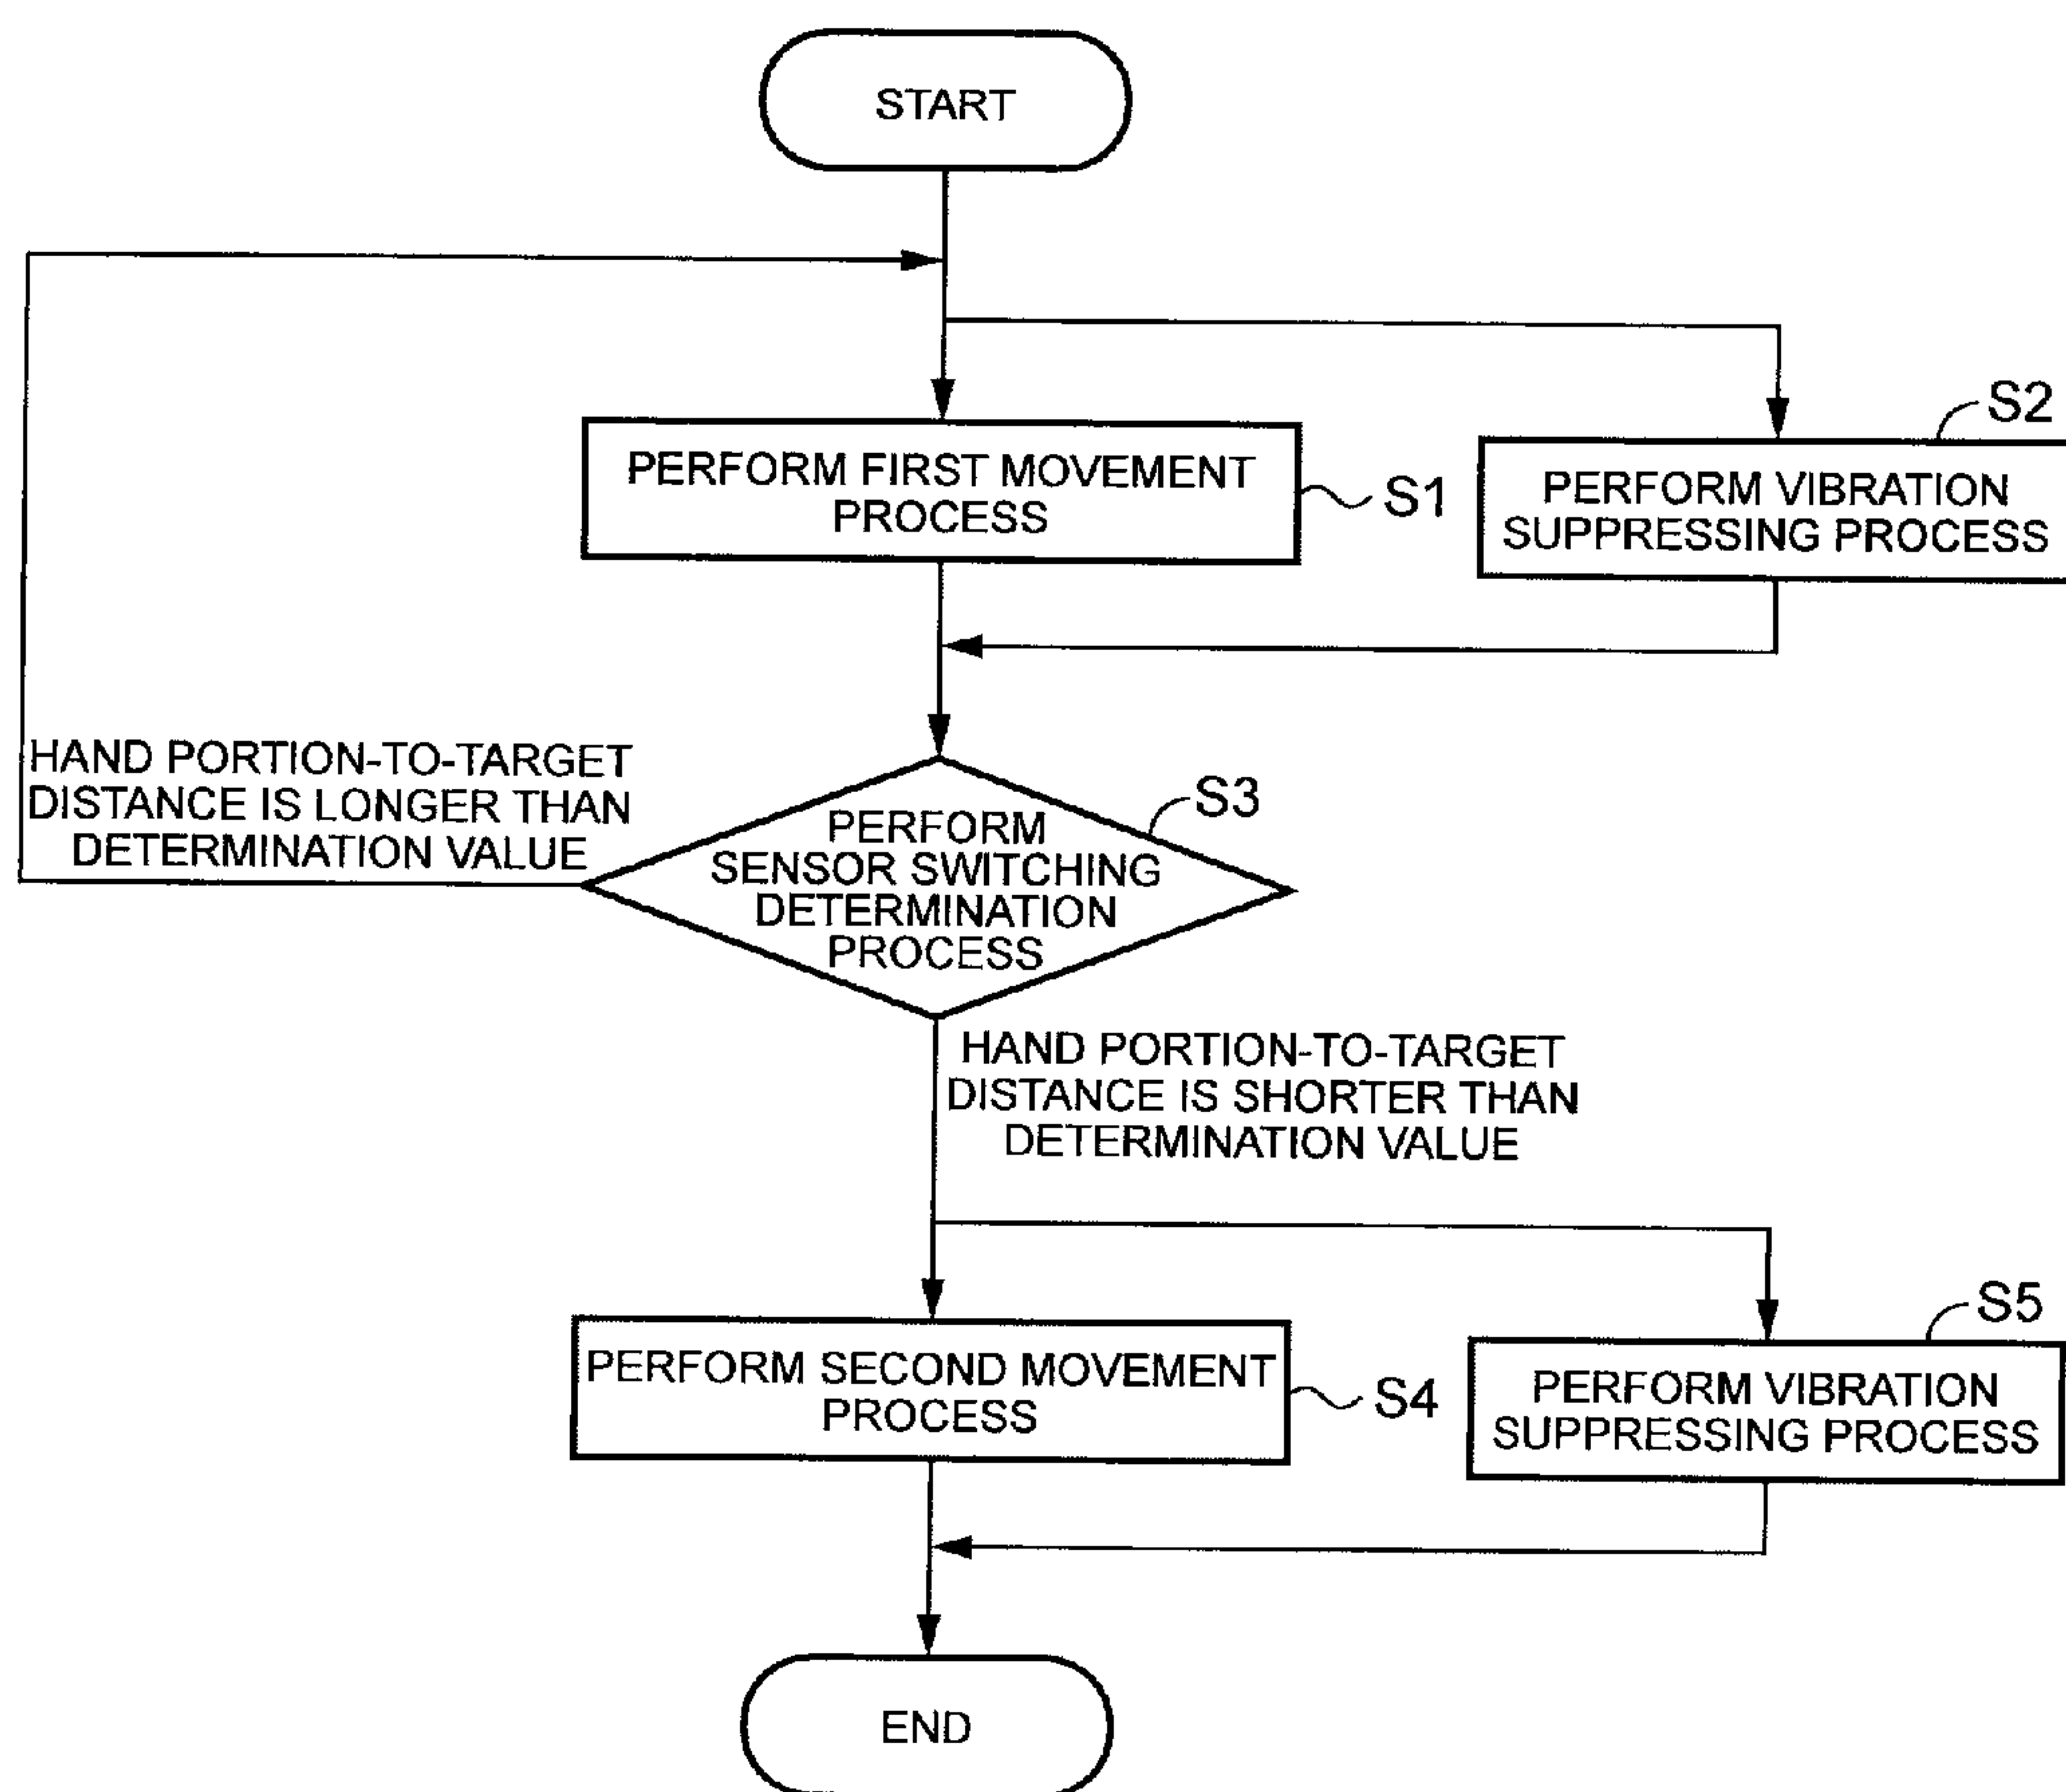 START
PERFORM FIRST MOVEMENT
PROCESS
S1
S2
PERFORM VIBRATION
SUPPRESSING PROCESS
HAND PORTION-TO-TARGET
DISTANCE IS LONGER THAN
DETERMINATION VALUE
S3
PERFORM
SENSOR SWITCHING
DETERMINATION
PROCESS
HAND PORTION-TO-TARGET
DISTANCE IS SHORTER THAN
DETERMINATION VALUE
PERFORM SECOND MOVEMENT
PROCESS
S4
S5
PERFORM VIBRATION
SUPPRESSING PROCESS
END